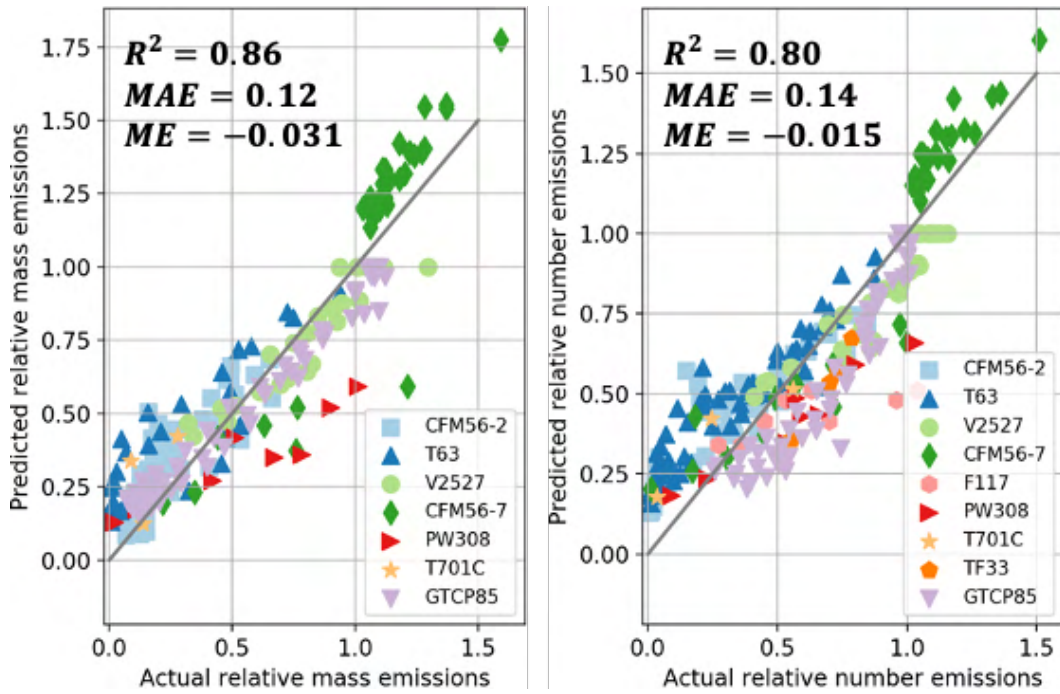 R² = 0.86
MAE = 0.12
ME = −0.031
Predicted relative mass emissions
1.75
1.50
1.25
1.00
0.75
0.50
0.25
0.00
CFM56-2
T63
V2527
CFM56-7
PW308
T701C
GTCP85
0.0
0.5
1.0
1.5
Actual relative mass emissions
R² = 0.80
MAE = 0.14
ME = −0.015
Predicted relative number emissions
1.50
1.25
1.00
0.75
0.50
0.25
0.00
CFM56-2
T63
V2527
CFM56-7
F117
PW308
T701C
TF33
GTCP85
0.0
0.5
1.0
1.5
Actual relative number emissions